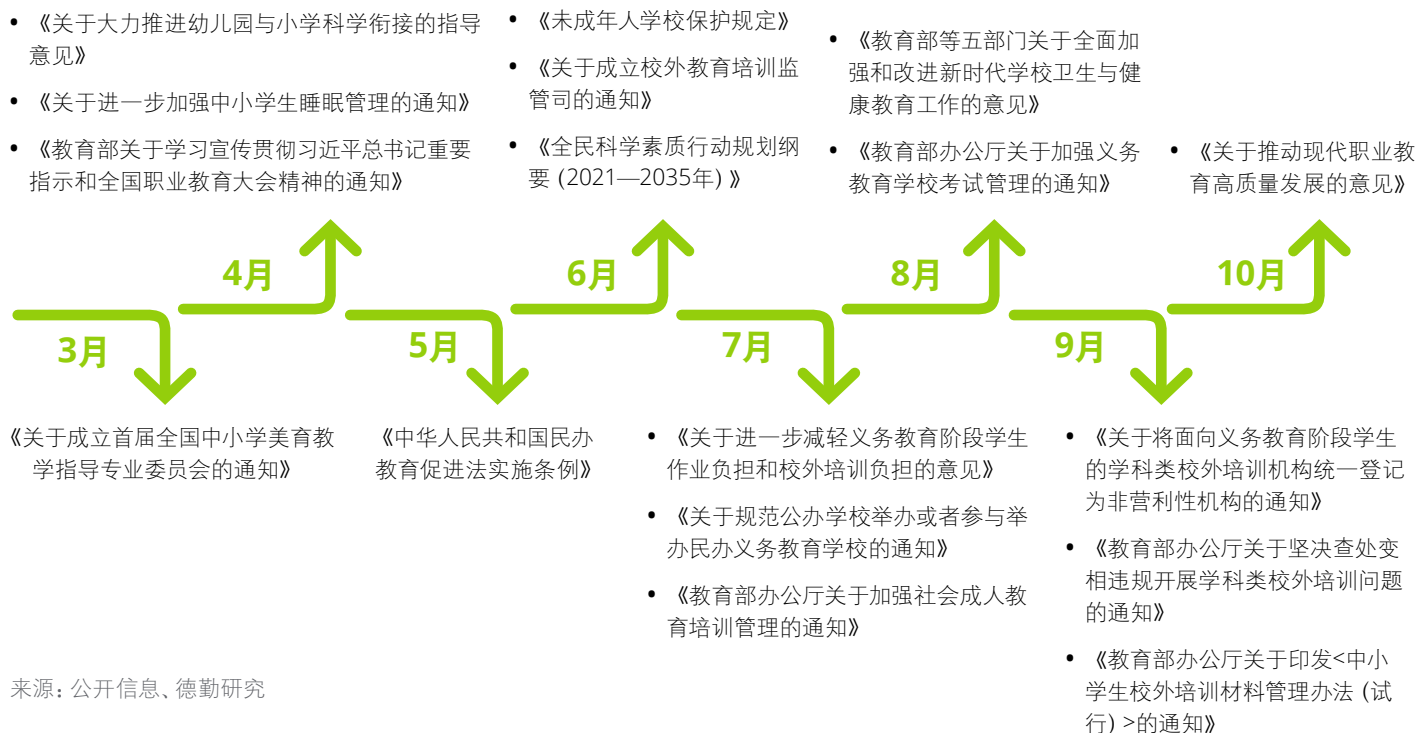 • 《关于大力推进幼儿园与小学科学衔接的指导
意见》
• 《关于进一步加强中小学生睡眠管理的通知》
• 《教育部关于学习宣传贯彻习近平总书记重要
指示和全国职业教育大会精神的通知》
• 《未成年人学校保护规定》
• 《关于成立校外教育培训监
管司的通知》
• 《全民科学素质行动规划纲
要（2021—2035年）》
• 《教育部等五部门关于全面加
强和改进新时代学校卫生与健
康教育工作的意见》
• 《教育部办公厅关于加强义务
教育学校考试管理的通知》
• 《关于推动现代职业教
育高质量发展的意见》
4月
6月
8月
10月
3月
5月
7月
9月
《关于成立首届全国中小学美育教
学指导专业委员会的通知》
《中华人民共和国民办
教育促进法实施条例》
• 《关于进一步减轻义务教育阶段学生
作业负担和校外培训负担的意见》
• 《关于规范公办学校举办或者参与举
办民办义务教育学校的通知》
• 《教育部办公厅关于加强社会成人教
育培训管理的通知》
• 《关于将面向义务教育阶段学生
的学科类校外培训机构统一登记
为非营利性机构的通知》
• 《教育部办公厅关于坚决查处变
相违规开展学科类校外培训问题
的通知》
• 《教育部办公厅关于印发<中小
学生校外培训材料管理办法（试
行）>的通知》
来源：公开信息、德勤研究